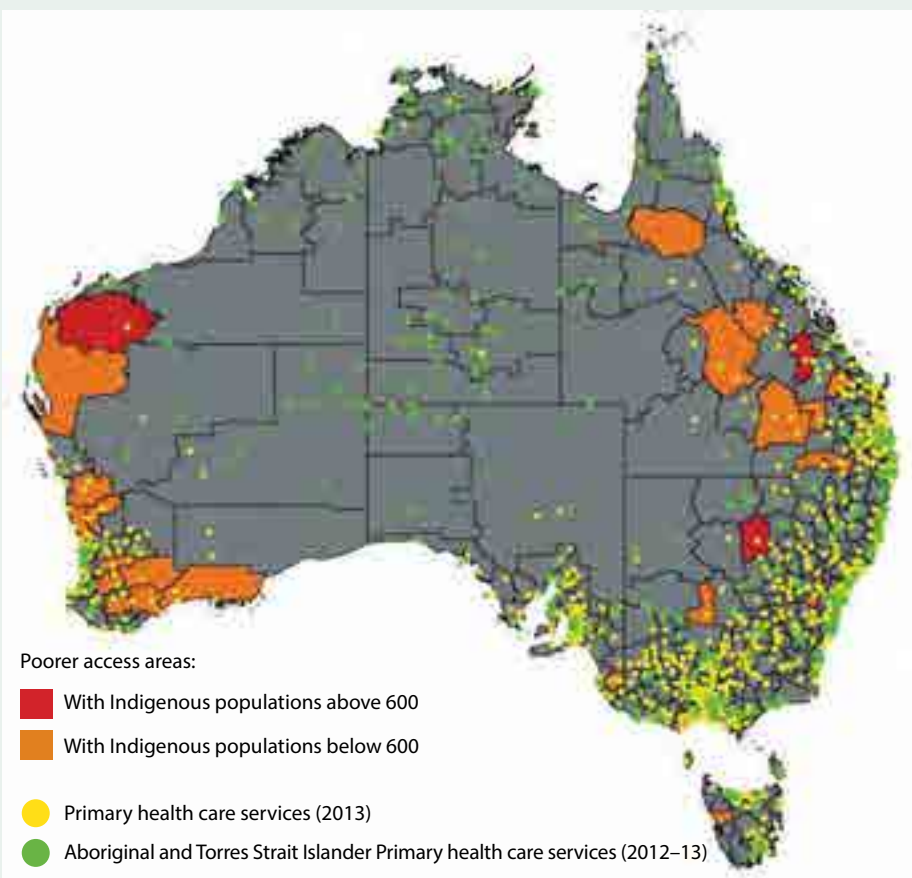 Poorer access areas:
With Indigenous populations above 600
With Indigenous populations below 600
Primary health care services (2013)
Aboriginal and Torres Strait Islander Primary health care services (2012–13)